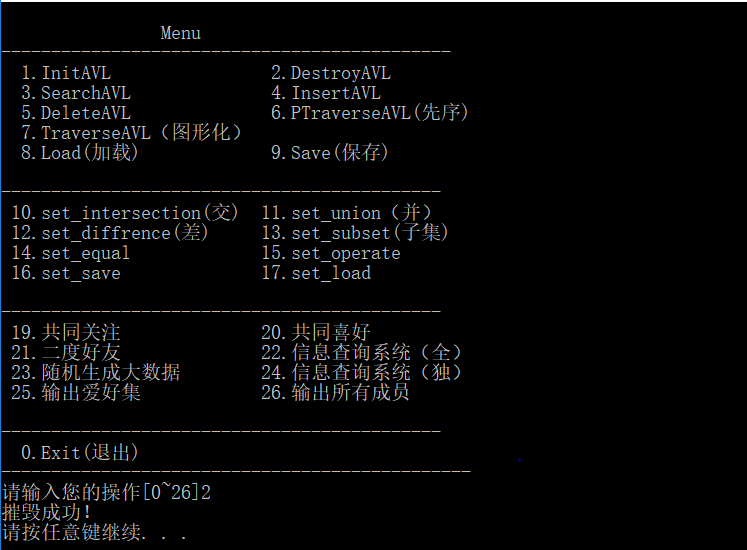 Menu
1.InitAVL 2.DestroyAVL
3.SearchAVL 4.InsertAVL
5.DeleteAVL 6.PTraverseAVL(先序)
7.TraverseAVL（图形化）
8.Load(加载) 9.Save(保存)
10.set_intersection(交) 11.set_union（并）
12.set_diffrence(差) 13.set_subset(子集)
14.set_equal 15.set_operate
16.set_save 17.set_load
19.共同关注 20.共同喜好
21.二度好友 22.信息查询系统（全）
23.随机生成大数据 24.信息查询系统（独）
25.输出爱好集 26.输出所有成员
0.Exit(退出)
请输入您的操作[0~26]2
摧毁成功!
请按任意键继续. . .